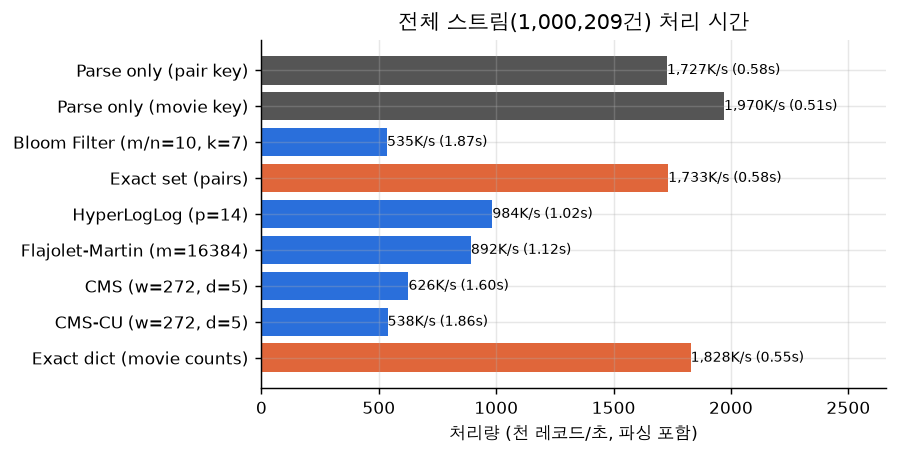 전체 스트림(1,000,209건) 처리 시간
Parse only (pair key) 1,727K/s (0.58s)
Parse only (movie key) 1,970K/s (0.51s)
Bloom Filter (m/n=10, k=7) 535K/s (1.87s)
Exact set (pairs) 1,733K/s (0.58s)
HyperLogLog (p=14) 984K/s (1.02s)
Flajolet-Martin (m=16384) 892K/s (1.12s)
CMS (w=272, d=5) 626K/s (1.60s)
CMS-CU (w=272, d=5) 538K/s (1.86s)
Exact dict (movie counts) 1,828K/s (0.55s)
0 500 1000 1500 2000 2500
처리량 (천 레코드/초, 파싱 포함)